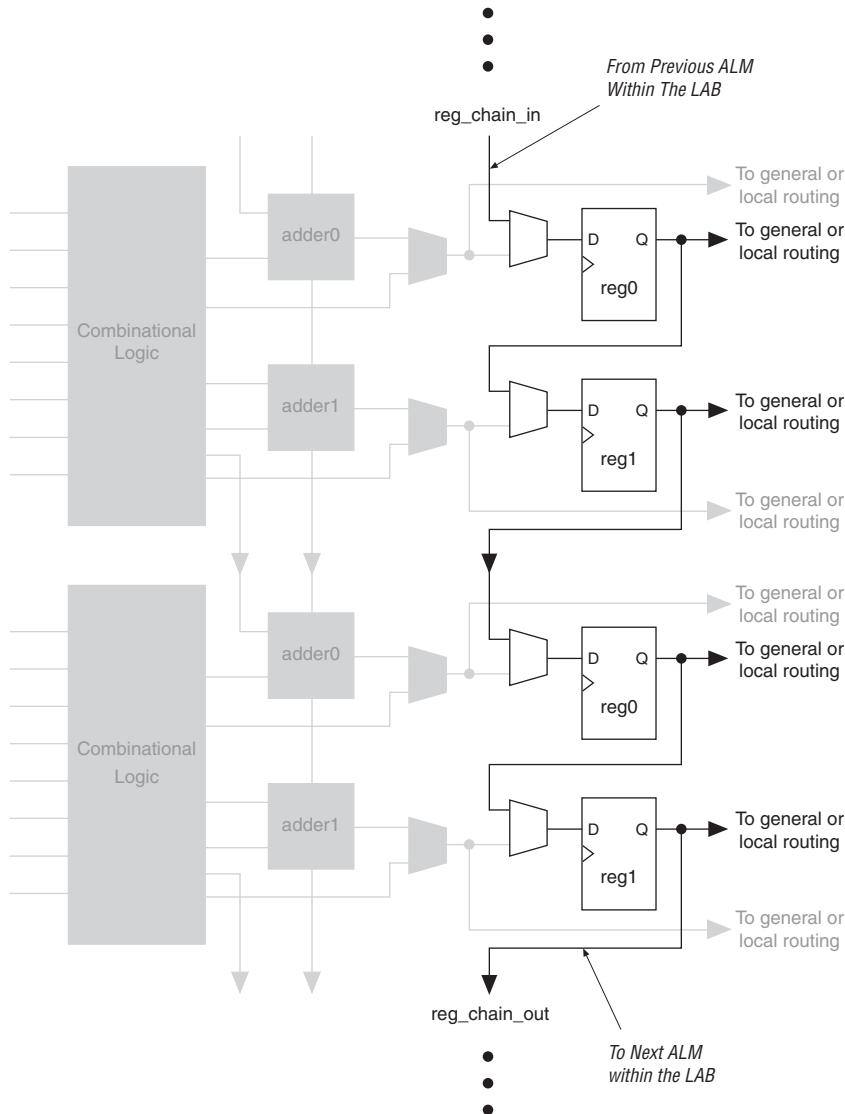 From Previous ALM
Within The LAB
reg_chain_in
To general or
local routing
adder0
D Q
To general or
local routing
reg0
Combinational
Logic
adder1
D Q
To general or
local routing
reg1
To general or
local routing
To general or
local routing
adder0
D Q
To general or
local routing
reg0
Combinational
Logic
adder1
D Q
To general or
local routing
reg1
To general or
local routing
reg_chain_out
To Next ALM
within the LAB